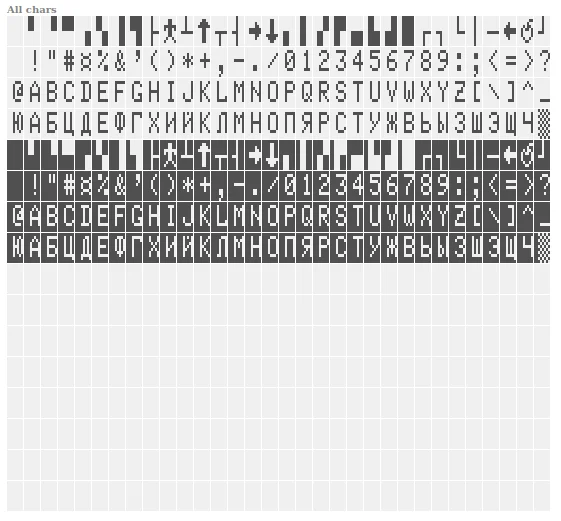 All chars
!"#¤%&'()*+,-./0123456789:;<=>?
@ABCDEFGHIJKLMNOPQRSTUVWXYZ[\]^_
ЮАБЦДЕФГХИЙКЛМНОПЯРСТУЖВЬЫЗШЭЩЧ
!"#¤%&'()*+,-./0123456789:;<=>?
@ABCDEFGHIJKLMNOPQRSTUVWXYZ[\]^_
ЮАБЦДЕФГХИЙКЛМНОПЯРСТУЖВЬЫЗШЭЩЧ